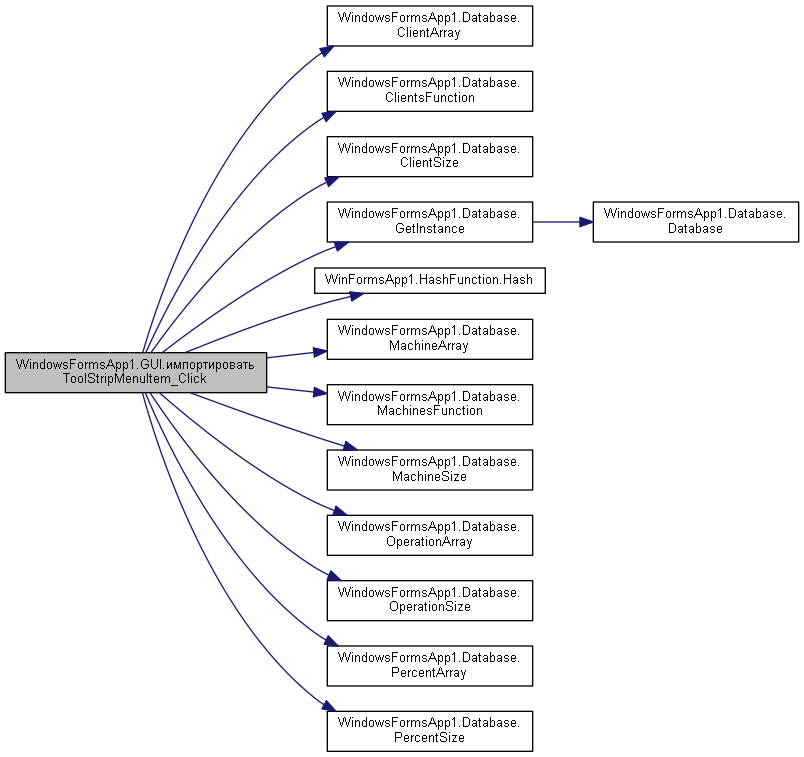 WindowsFormsApp1.Database.
ClientArray
WindowsFormsApp1.Database.
ClientsFunction
WindowsFormsApp1.Database.
ClientSize
WindowsFormsApp1.Database.
GetInstance
WindowsFormsApp1.Database.
Database
WinFormsApp1.HashFunction.Hash
WindowsFormsApp1.Database.
MachineArray
WindowsFormsApp1.GUI.импортировать
ToolStripMenuItem_Click
WindowsFormsApp1.Database.
MachinesFunction
WindowsFormsApp1.Database.
MachineSize
WindowsFormsApp1.Database.
OperationArray
WindowsFormsApp1.Database.
OperationSize
WindowsFormsApp1.Database.
PercentArray
WindowsFormsApp1.Database.
PercentSize